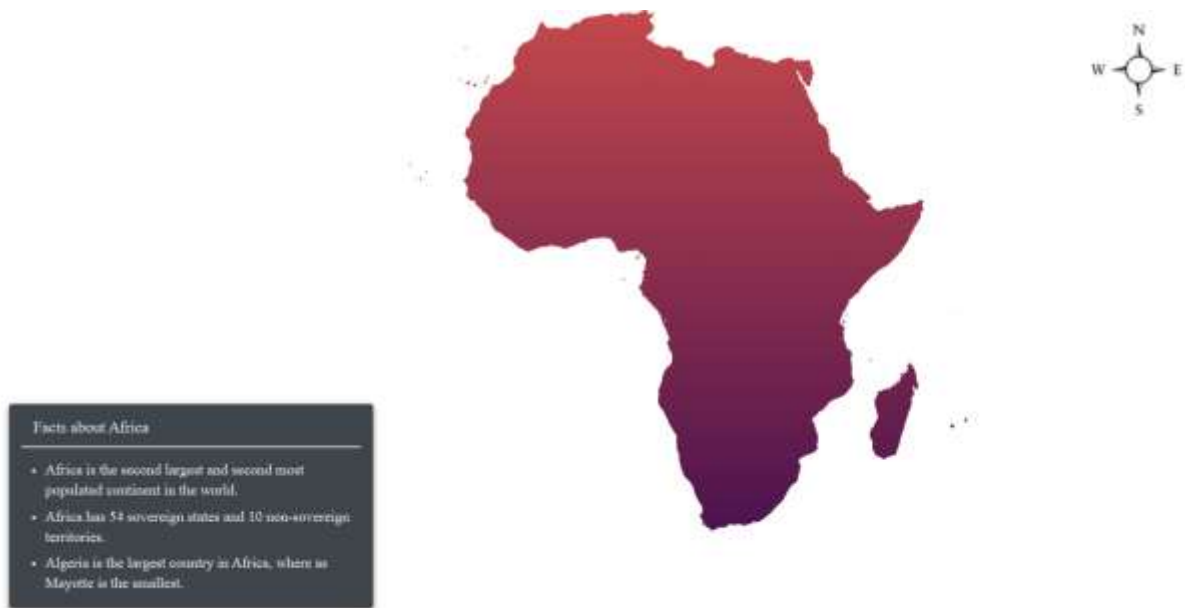 N
W E
S
Facts about Africa
• Africa is the second largest and second most
populated continent in the world.
• Africa has 54 sovereign states and 10 non-sovereign
territories.
• Algeria is the largest country in Africa, where as
Mayotte is the smallest.